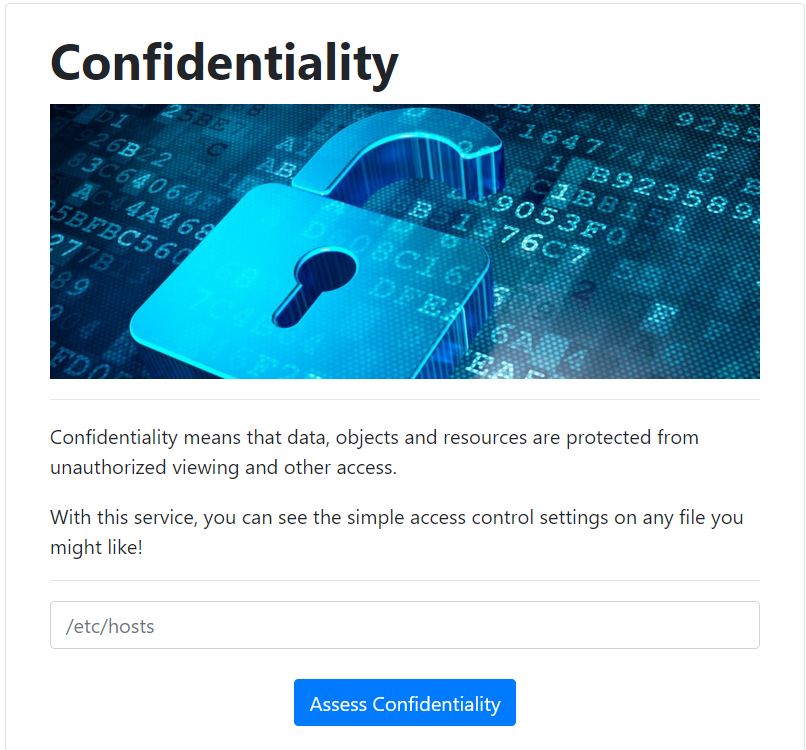 Confidentiality
Confidentiality means that data, objects and resources are protected from
unauthorized viewing and other access.
With this service, you can see the simple access control settings on any file you
might like!
/etc/hosts
Assess Confidentiality